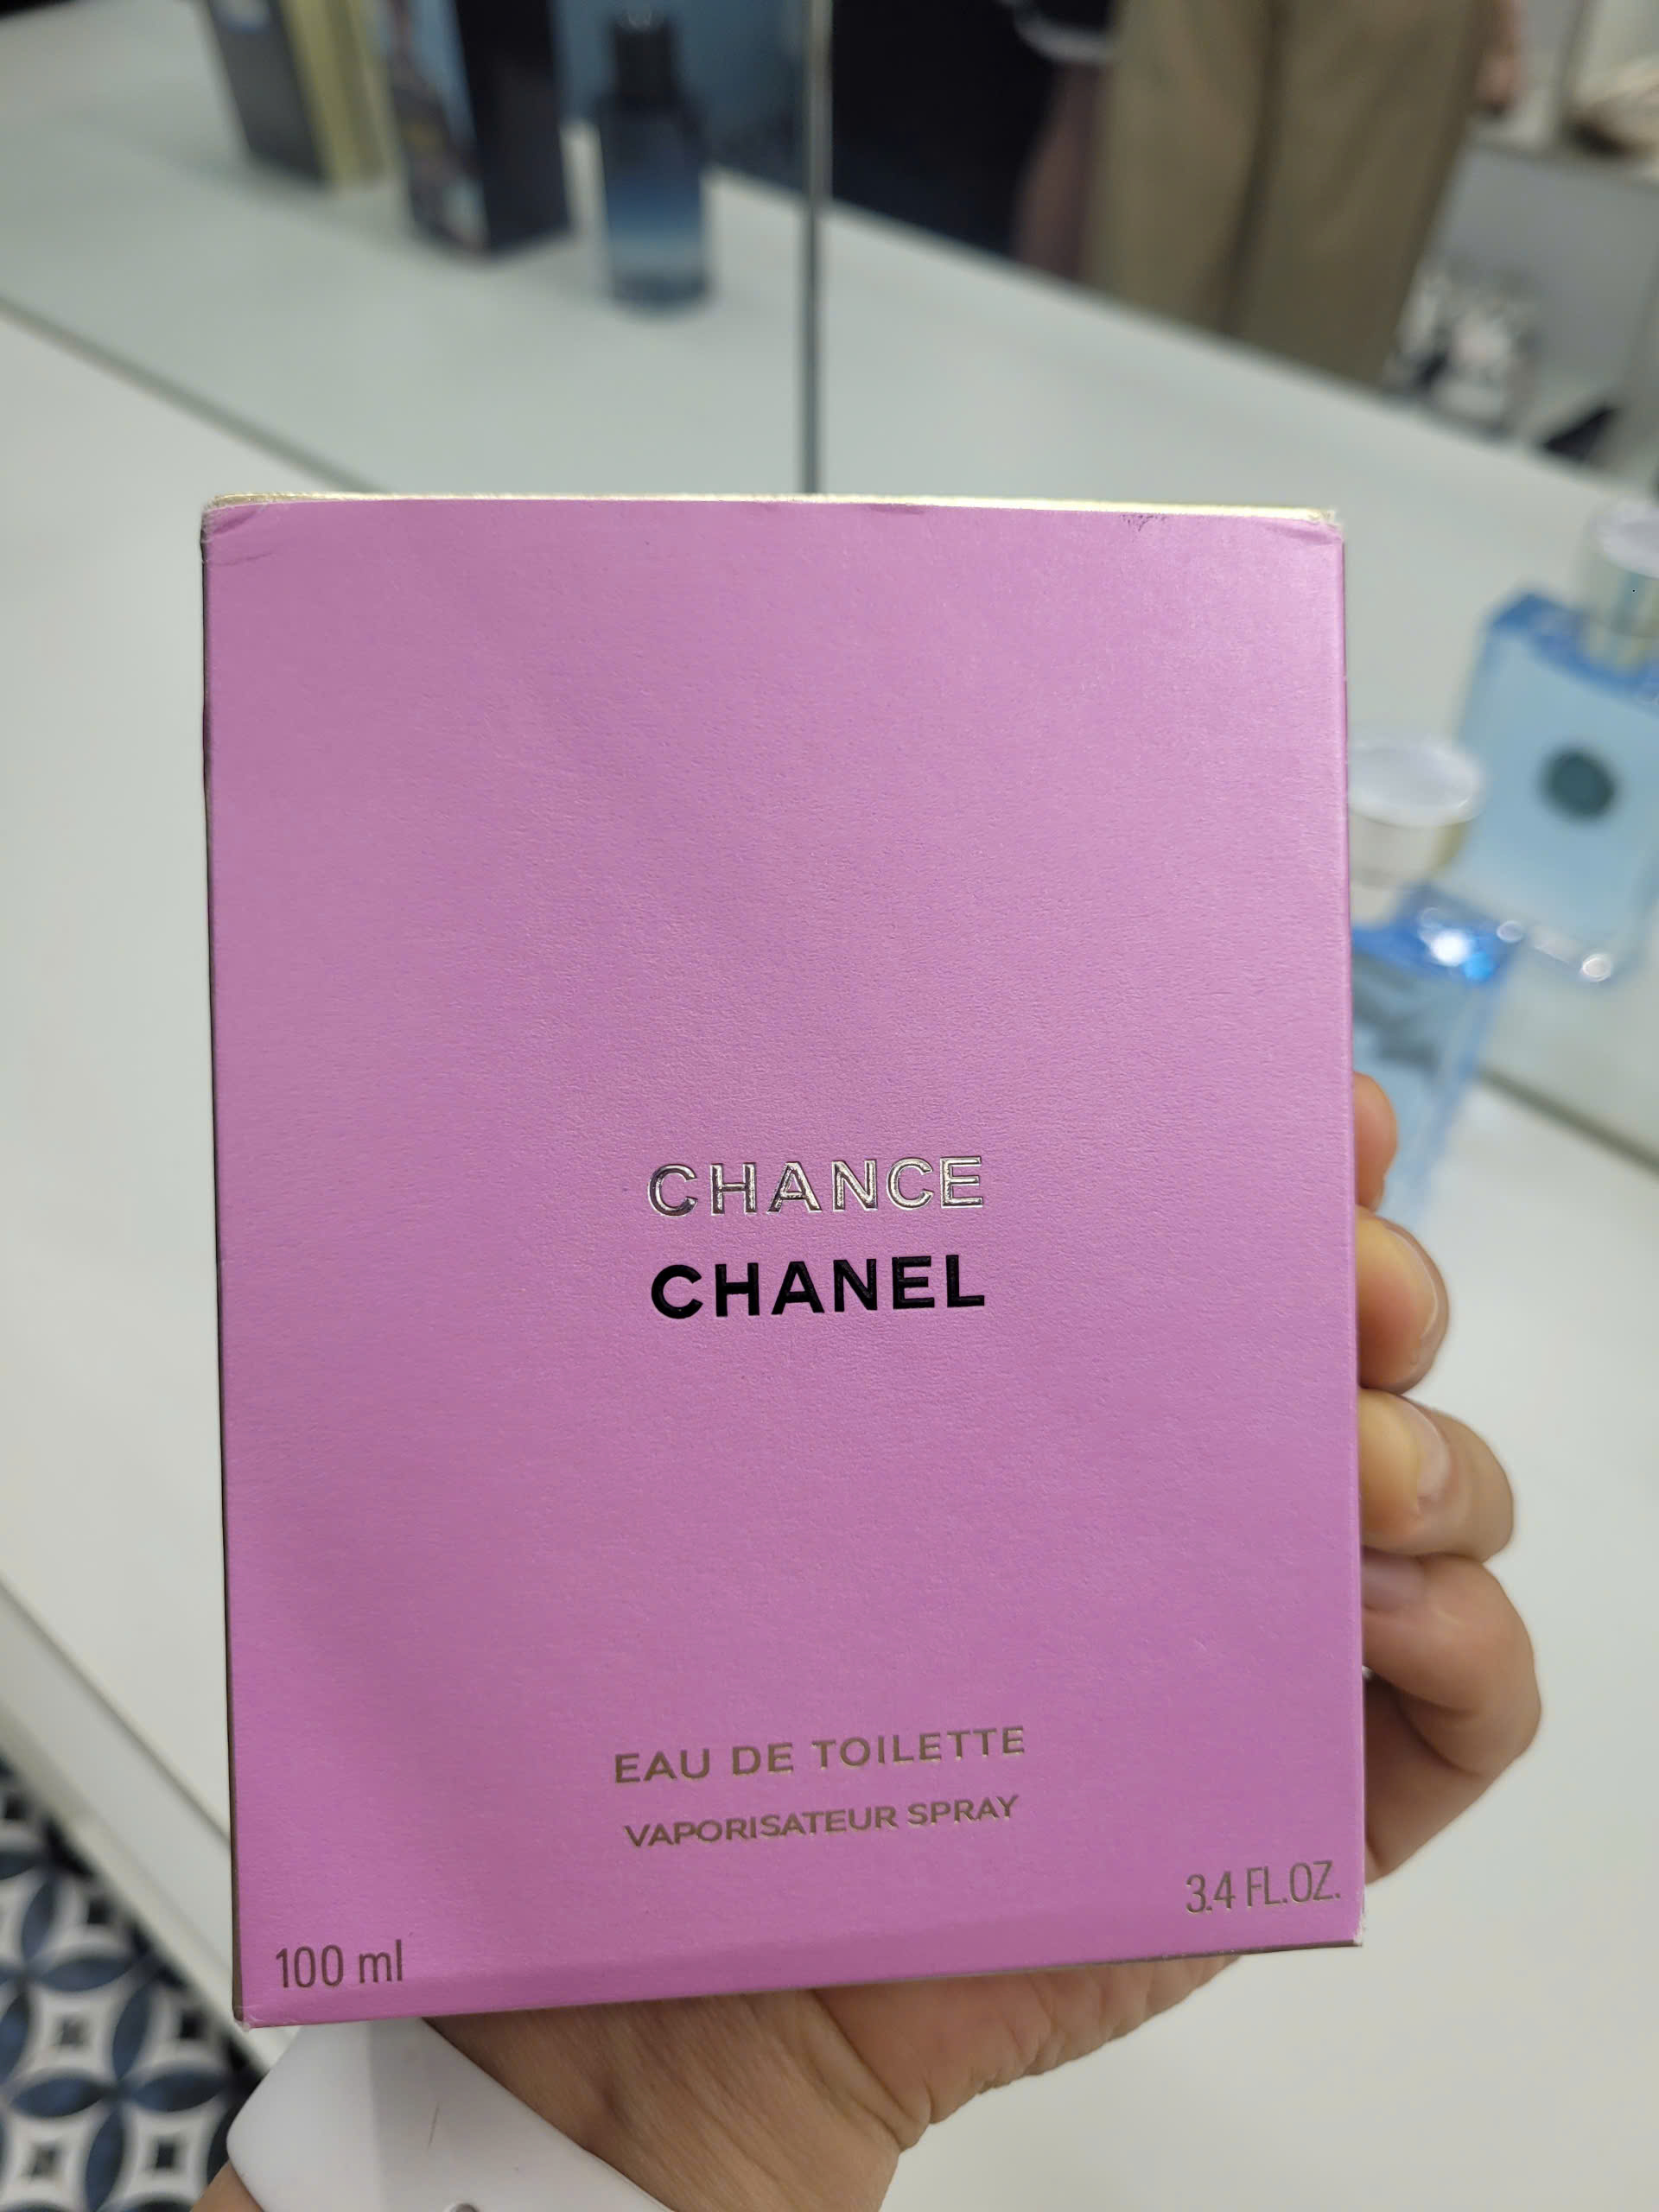 CHANCE
CHANEL
EAU DE TOILETTE
VAPORISATEUR SPRAY
3.4 FL.OZ.
100 ml